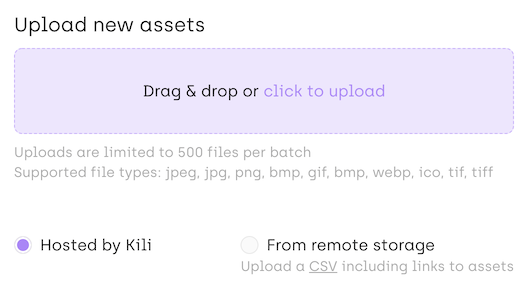 Upload new assets
Drag & drop or click to upload
Uploads are limited to 500 files per batch
Supported file types: jpeg, jpg, png, bmp, gif, bmp, webp, ico, tif, tiff
Hosted by Kili
From remote storage
Upload a CSV including links to assets